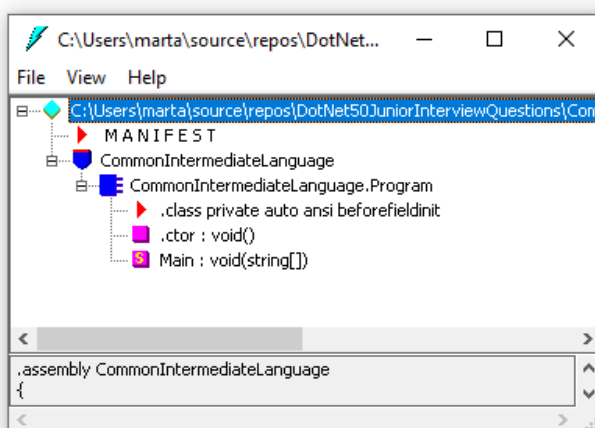 C:\Users\marta\source\repos\DotNet...
File View Help
C:\Users\marta\source\repos\DotNet50JuniorInterviewQuestions\Com
MANIFEST
CommonIntermediateLanguage
CommonIntermediateLanguage.Program
.class private auto ansi beforefieldinit
.ctor : void()
S Main : void(string[])
.assembly CommonIntermediateLanguage
{